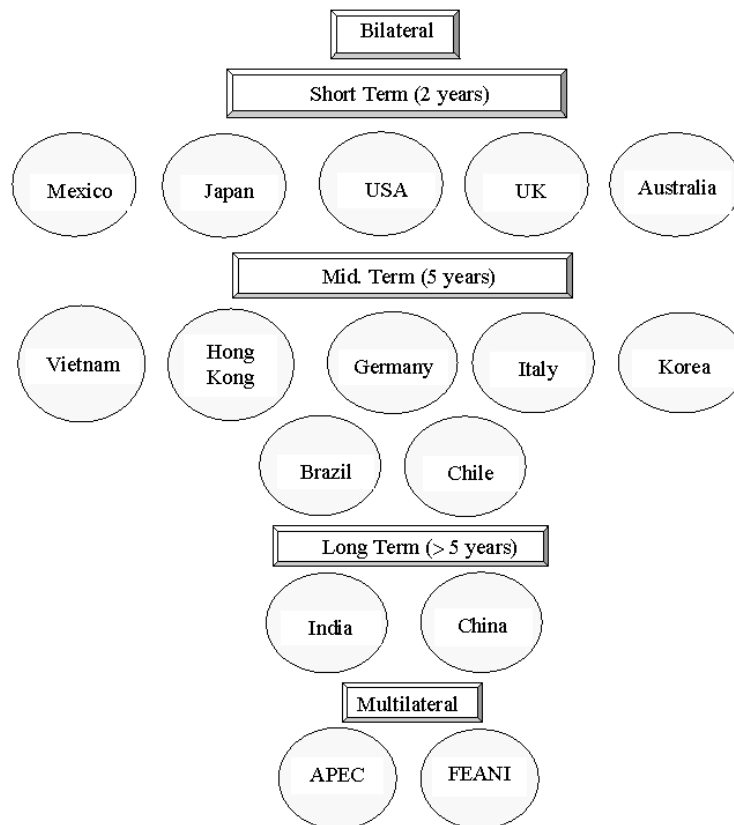 Bilateral
Short Term (2 years)
Mexico
Japan
USA
UK
Australia
Mid. Term (5 years)
Vietnam
Hong
Kong
Germany
Italy
Korea
Brazil
Chile
Long Term (> 5 years)
India
China
Multilateral
APEC
FEANI